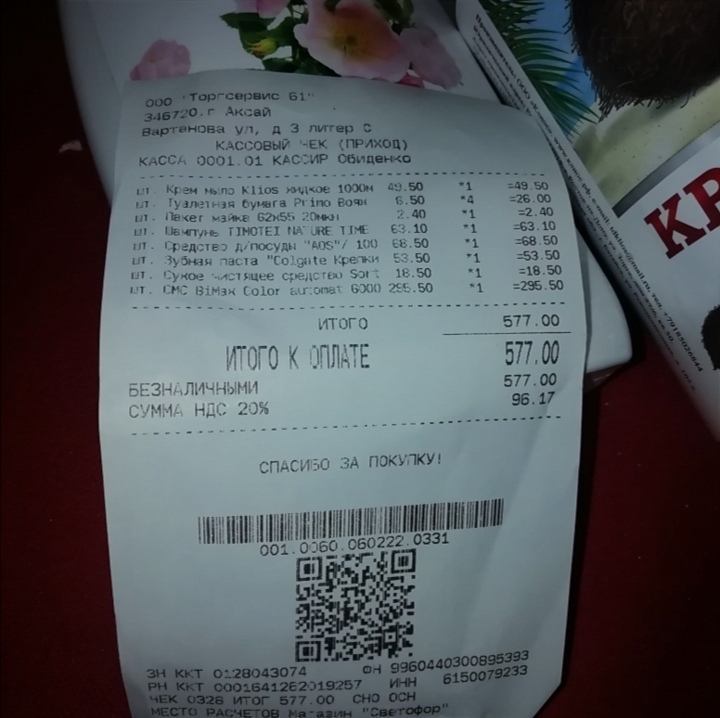 ООО "Торгсервис 61"
346720,г Аксай
Вартанова ул, д 3 литер С
КАССОВЫЙ ЧЕК (ПРИХОД)
КАССА 0001.01 КАССИР Обиденко
шт. Крем мыло Klios жидкое 1000м 49.50 *1 =49.50
шт. Туалетная бумага Primo Воян 6.50 *4 =26.00
шт. Пакет майка 62х55 20мкн 2.40 *1 =2.40
шт. Шампунь TIMOTEI NATURE TIME 63.10 *1 =63.10
шт. Средство д/посуды "AOS"/ 100 68.50 *1 =68.50
шт. Зубная паста "Colgate Крепки 53.50 *1 =53.50
шт. Сухое чистящее средство Sort 18.50 *1 =18.50
шт. СМС BiMax Color automat 6000 295.50 *1 =295.50
ИТОГО 577.00
ИТОГО К ОПЛАТЕ 577.00
БЕЗНАЛИЧНЫМИ 577.00
СУММА НДС 20% 96.17
СПАСИБО ЗА ПОКУПКУ!
001.0060.060222.0331
ЗН ККТ 0128043074 ФН 9960440300895393
РН ККТ 0001641262019257 ИНН 6150079233
ЧЕК 0326 ИТОГ 577.00 СНО ОСН
МЕСТО РАСЧЕТОВ Магазин "Светофор"
КР